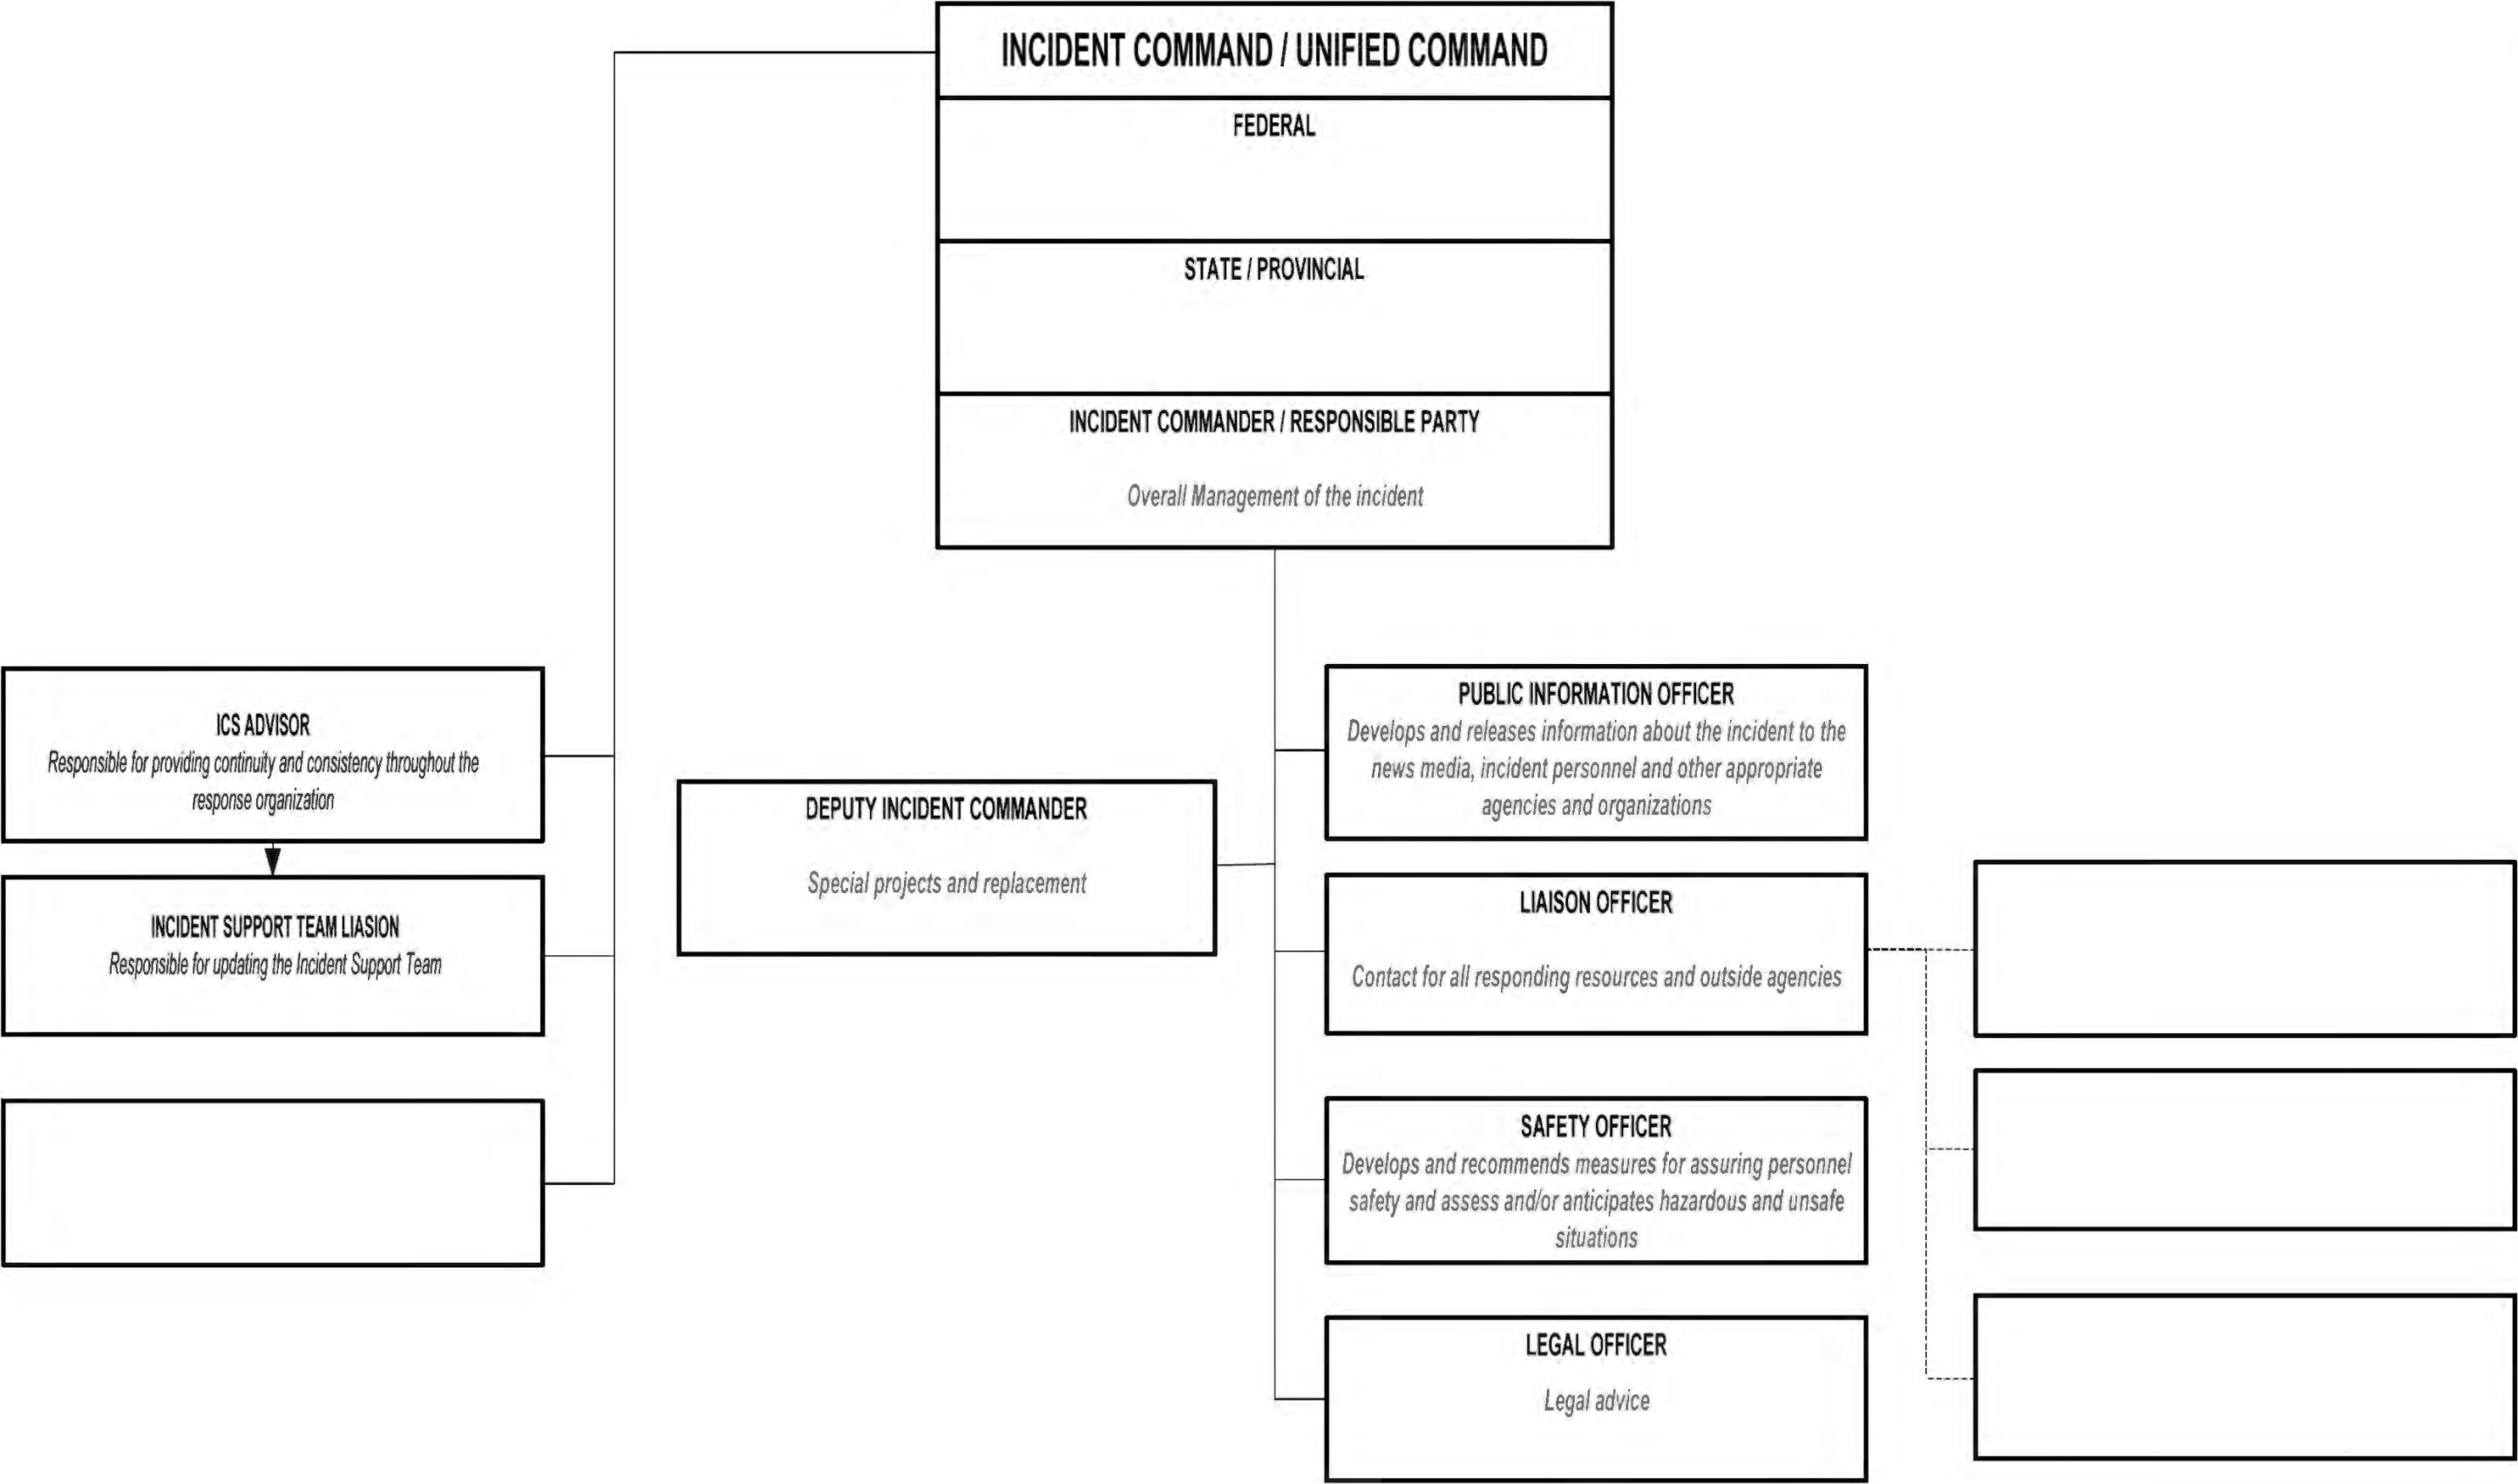 INCIDENT COMMAND / UNIFIED COMMAND
FEDERAL
STATE / PROVINCIAL
INCIDENT COMMANDER / RESPONSIBLE PARTY
Overall Management of the incident
ICS ADVISOR
Responsible for providing continuity and consistency throughout the
response organization
INCIDENT SUPPORT TEAM LIASION
Responsible for updating the Incident Support Team
DEPUTY INCIDENT COMMANDER
Special projects and replacement
PUBLIC INFORMATION OFFICER
Develops and releases information about the incident to the
news media, incident personnel and other appropriate
agencies and organizations
LIAISON OFFICER
Contact for all responding resources and outside agencies
SAFETY OFFICER
Develops and recommends measures for assuring personnel
safety and assess and/or anticipates hazardous and unsafe
situations
LEGAL OFFICER
Legal advice